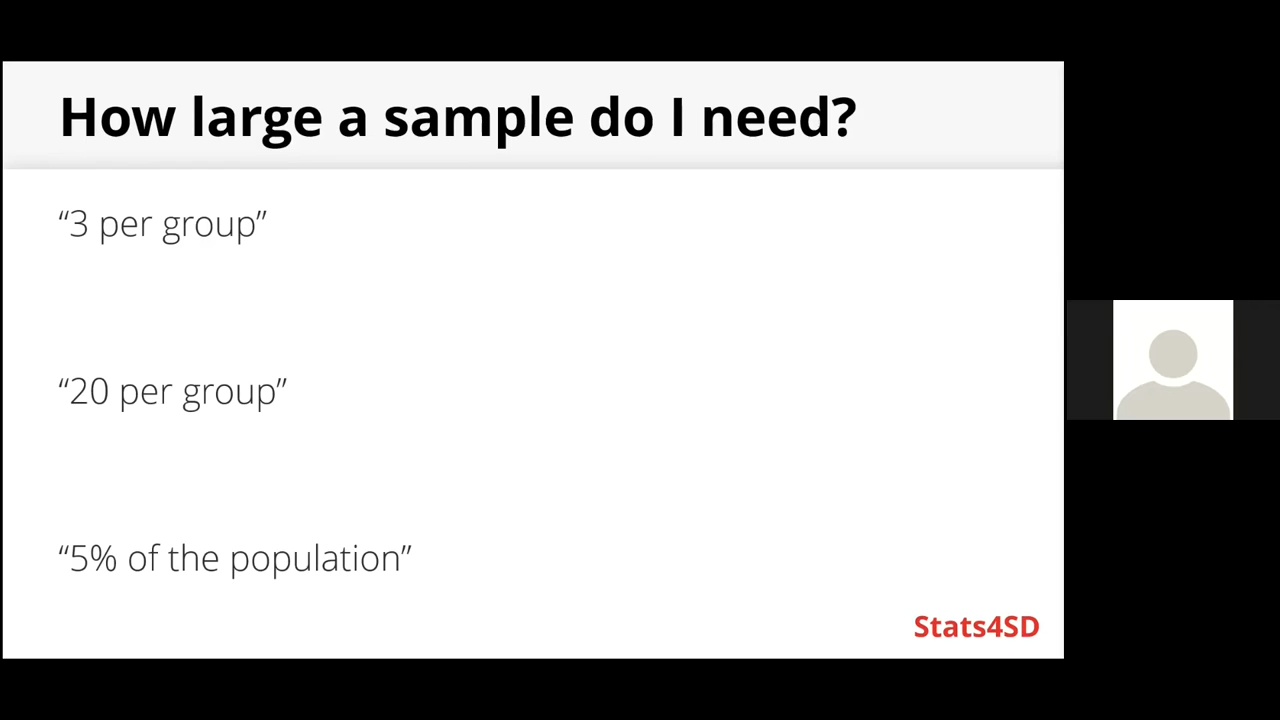 How large a sample do I need?
“3 per group”
“20 per group”
“5% of the population”
Stats4SD